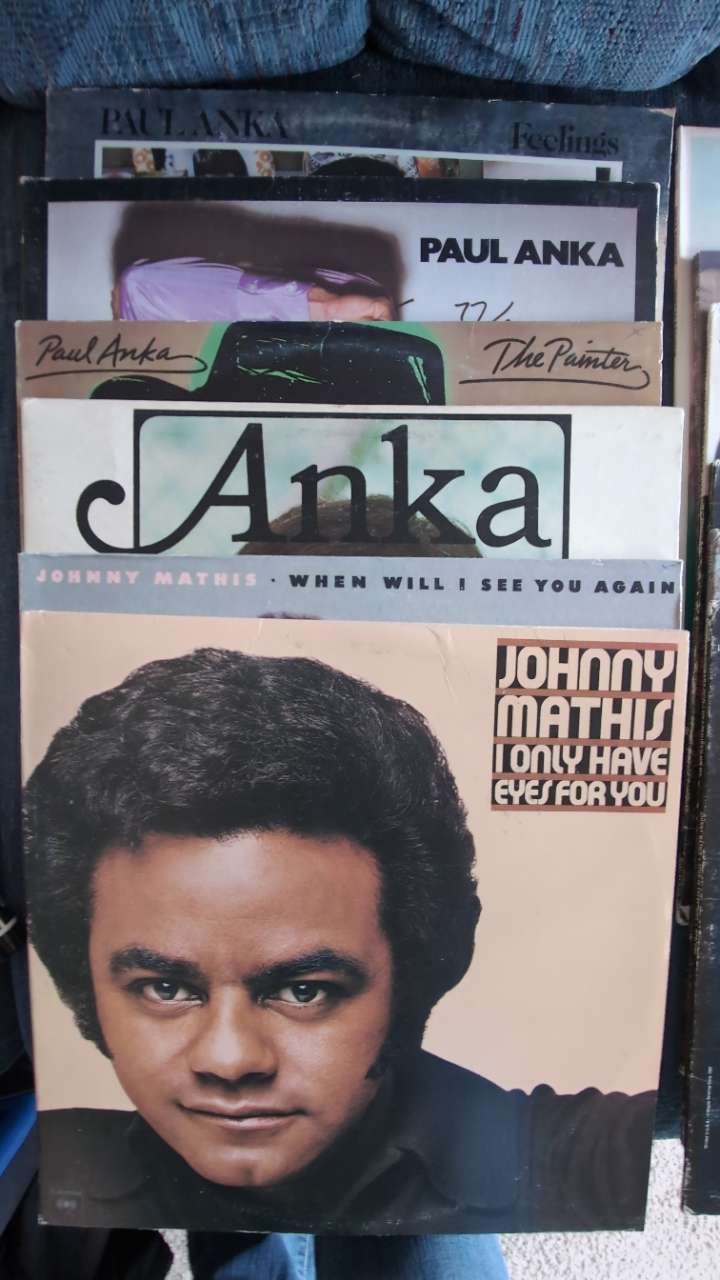 PAUL ANKA Feelings
PAUL ANKA
Paul Anka The Painter
Anka
JOHNNY MATHIS · WHEN WILL I SEE YOU AGAIN
JOHNNY
MATHIS
I ONLY HAVE
EYES FOR YOU